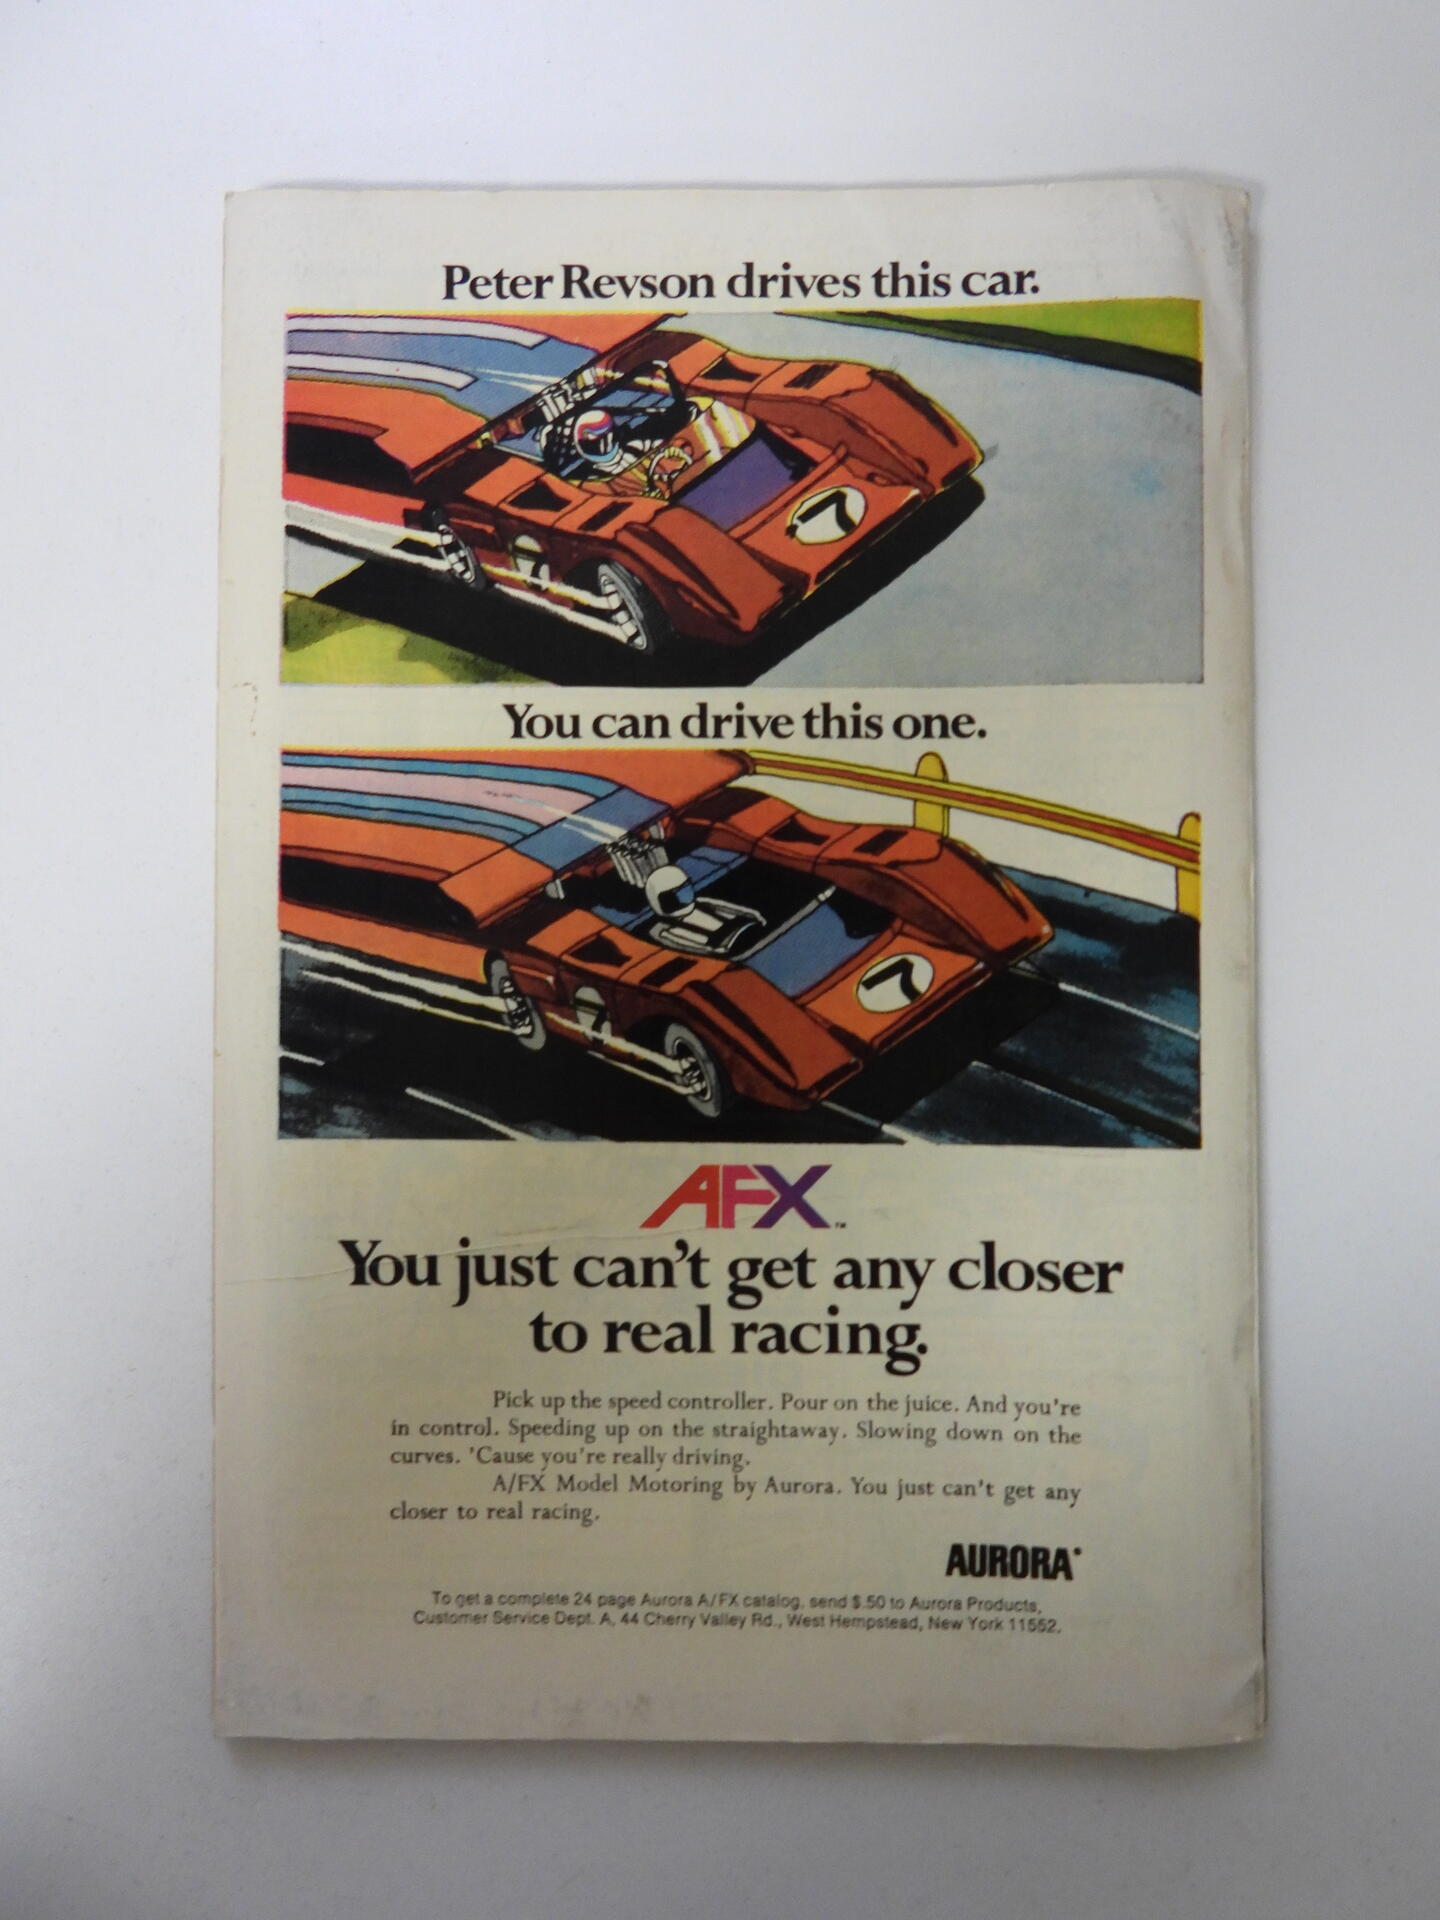 Peter Revson drives this car.
7
7
You can drive this one.
7
7
AFX™
You just can't get any closer
to real racing.
Pick up the speed controller. Pour on the juice. And you're
in control. Speeding up on the straightaway. Slowing down on the
curves. 'Cause you're really driving.
A/FX Model Motoring by Aurora. You just can't get any
closer to real racing.
AURORA®
To get a complete 24 page Aurora A/FX catalog, send $.50 to Aurora Products,
Customer Service Dept. A, 44 Cherry Valley Rd., West Hempstead, New York 11552.